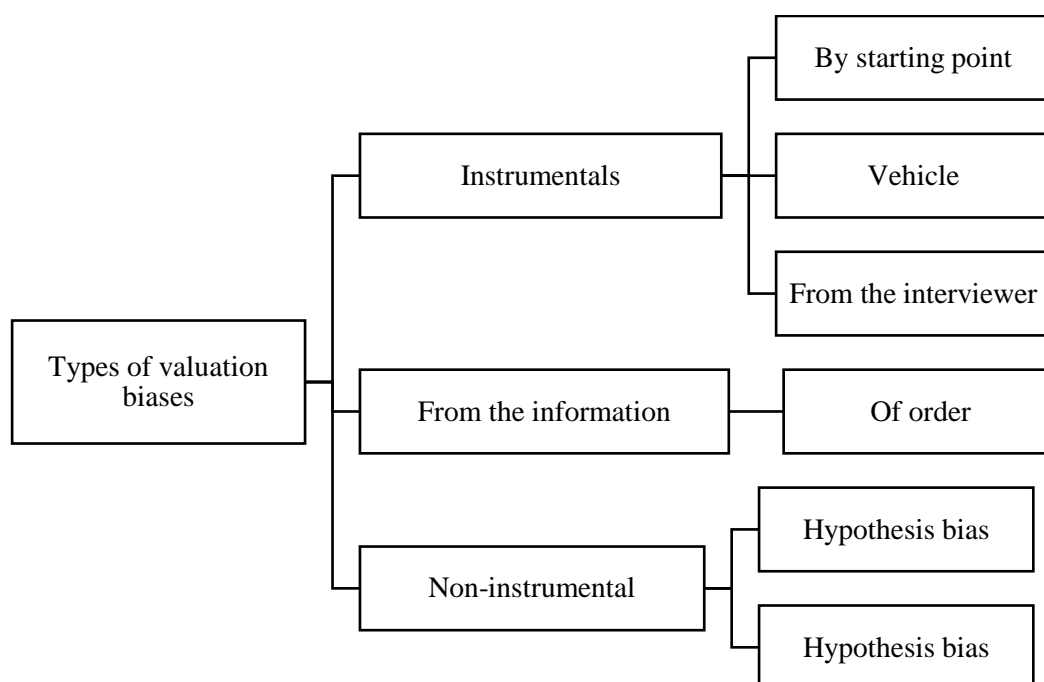 Types of valuation
biases
Instrumentals
By starting point
Vehicle
From the interviewer
From the information
Of order
Non-instrumental
Hypothesis bias
Hypothesis bias